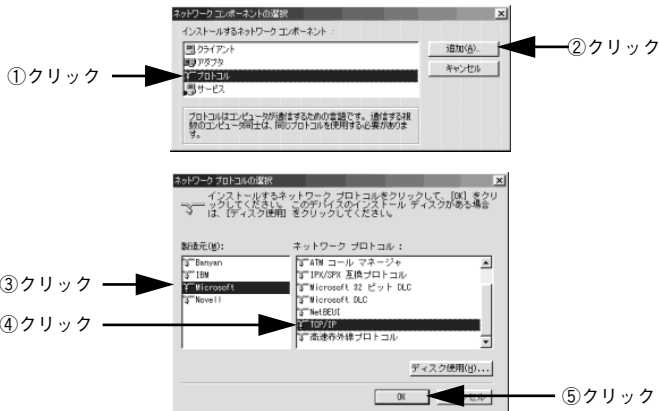 ネットワーク コンポーネントの選択
インストールするネットワーク コンポーネント :
クライアント
アダプタ
プロトコル
サービス
追加(A)...
キャンセル
プロトコルはコンピュータが通信するための言語です。通信する複
数のコンピュータ同士は、同じプロトコルを使用する必要がありま
す。
①クリック
②クリック
ネットワーク プロトコルの選択
インストールするネットワーク プロトコルをクリックして、[OK] をクリ
ックしてください。このデバイスのインストール ディスクがある場合
は、[ディスク使用] をクリックしてください。
製造元(M):
ネットワーク プロトコル :
Banyan
IBM
Microsoft
Novell
ATM コール マネージャ
IPX/SPX 互換プロトコル
Microsoft 32 ビット DLC
Microsoft DLC
NetBEUI
TCP/IP
高速赤外線プロトコル
ディスク使用(H)...
OK
③クリック
④クリック
⑤クリック